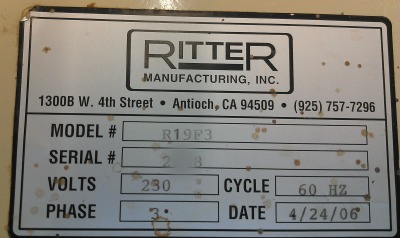 RITTER
MANUFACTURING, INC.
1300B W. 4th Street • Antioch, CA 94509 • (925) 757-7296
MODEL # R19F3
SERIAL #
VOLTS 230 CYCLE 60 HZ
PHASE 3 DATE 4/24/06